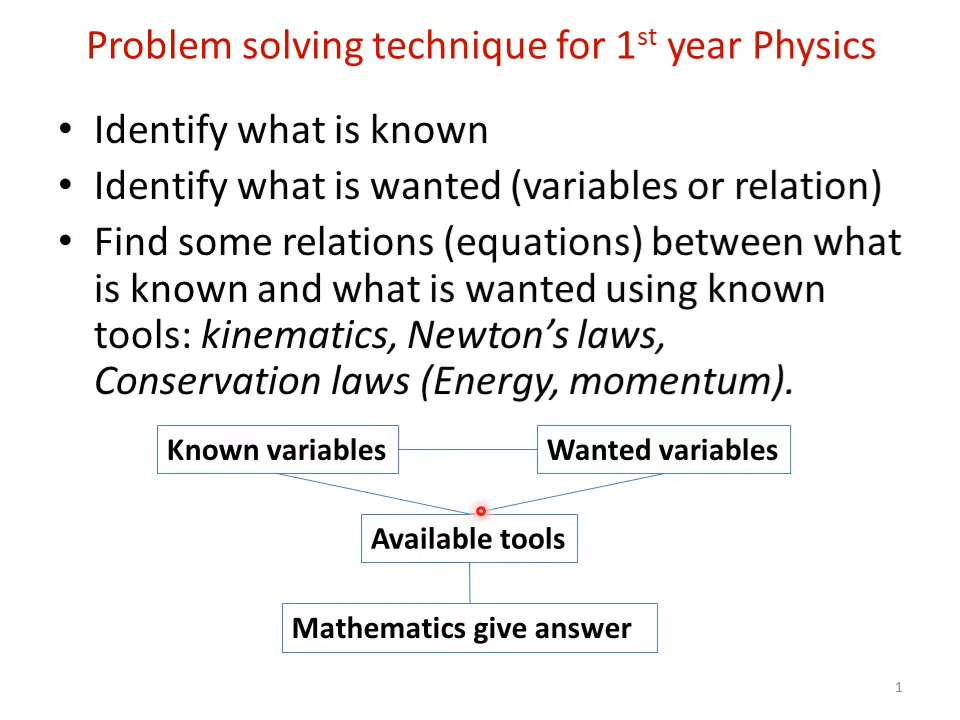 Problem solving technique for 1st year Physics
• Identify what is known
• Identify what is wanted (variables or relation)
• Find some relations (equations) between what
is known and what is wanted using known
tools: kinematics, Newton’s laws,
Conservation laws (Energy, momentum).
Known variables
Wanted variables
Available tools
Mathematics give answer
1